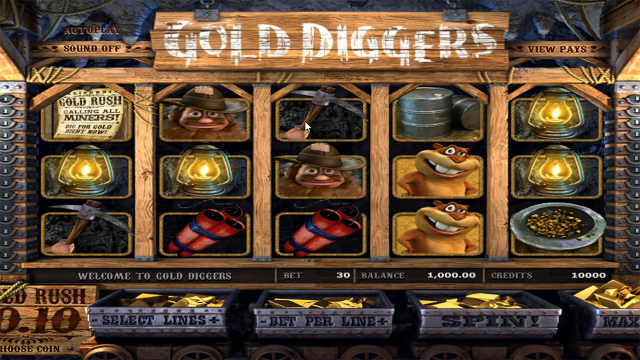 AUTOPLAY
SOUND OFF
GOLD DIGGERS
VIEW PAYS
GOLD RUSH
CALLING ALL
MINERS!
DIG FOR GOLD
RIGHT NOW!
WELCOME TO GOLD DIGGERS
BET 30
BALANCE 1,000.00
CREDITS 10000
LD RUSH
0.10
CHOOSE COIN
SELECT LINES+
-BET PER LINE+
SPIN!
MAX